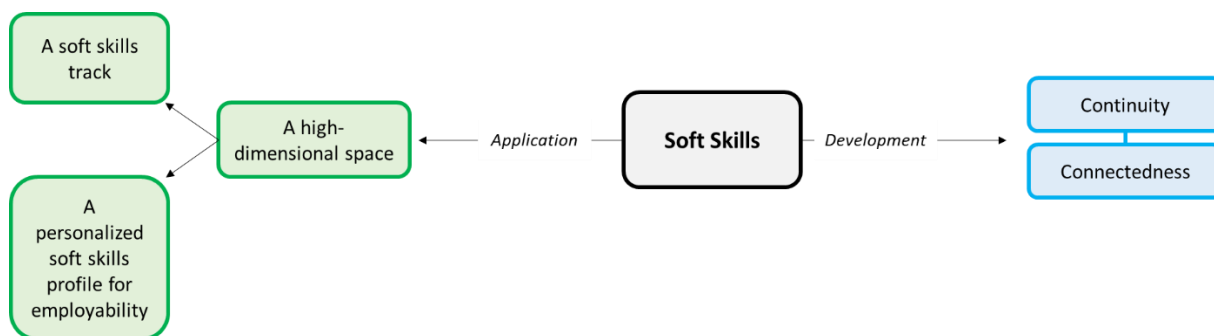 A soft skills
track
A high-
dimensional space
A
personalized
soft skills
profile for
employability
Application
Soft Skills
Development
Continuity
Connectedness